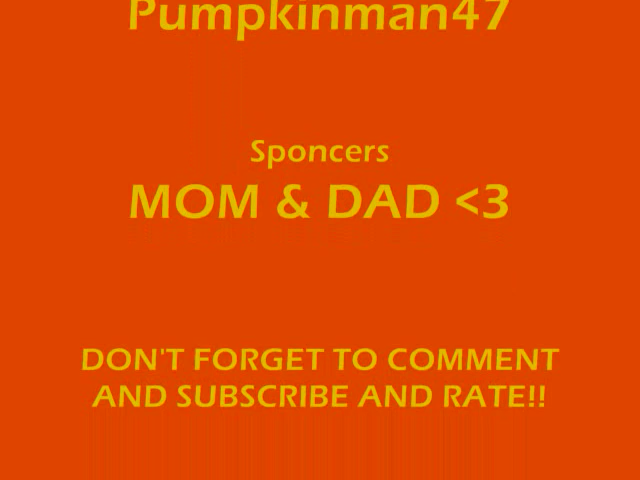 Pumpkinman47
Sponcers
MOM & DAD <3
DON'T FORGET TO COMMENT
AND SUBSCRIBE AND RATE!!